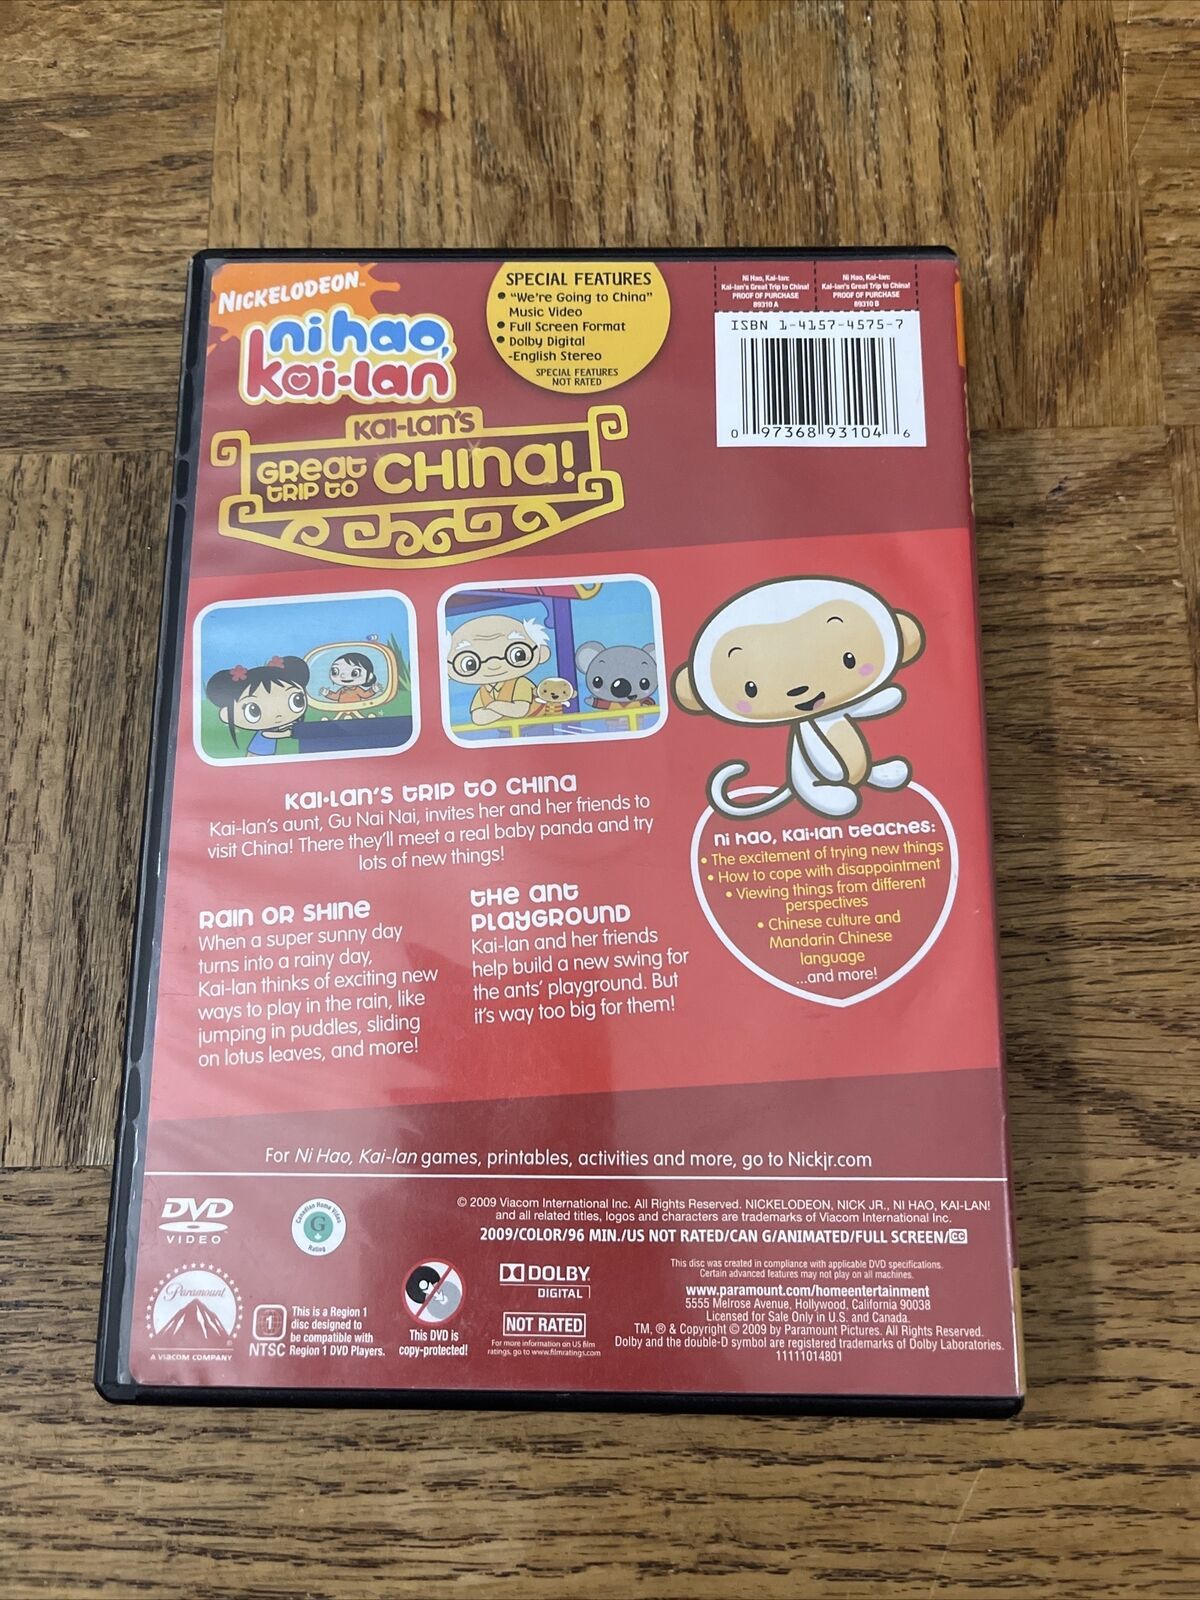 NICKELODEON
ni hao,
kai-lan
KAI-LAN'S
GREAT
TRIP TO
CHINA!
SPECIAL FEATURES
• "We're Going to China"
Music Video
• Full Screen Format
• Dolby Digital
-English Stereo
SPECIAL FEATURES
NOT RATED
Ni Hao, Kai-lan:
Kai-lan's Great Trip to China!
PROOF OF PURCHASE
89310 A
Ni Hao, Kai-lan:
Kai-lan's Great Trip to China!
PROOF OF PURCHASE
89310 B
ISBN 1-4157-4575-7
0 97368 93104 6
KAI-LAN'S TRIP TO CHINA
Kai-lan's aunt, Gu Nai Nai, invites her and her friends to
visit China! There they'll meet a real baby panda and try
lots of new things!
RAIN OR SHINE
When a super sunny day
turns into a rainy day,
Kai-lan thinks of exciting new
ways to play in the rain, like
jumping in puddles, sliding
on lotus leaves, and more!
THE ANT
PLAYGROUND
Kai-lan and her friends
help build a new swing for
the ants' playground. But
it's way too big for them!
ni hao, kai-lan teaches:
• The excitement of trying new things
• How to cope with disappointment
• Viewing things from different
perspectives
• Chinese culture and
Mandarin Chinese
language
...and more!
For Ni Hao, Kai-lan games, printables, activities and more, go to Nickjr.com
DVD
VIDEO
Canadian Home Video
G
Rating
© 2009 Viacom International Inc. All Rights Reserved. NICKELODEON, NICK JR., NI HAO, KAI-LAN!
and all related titles, logos and characters are trademarks of Viacom International Inc.
2009/COLOR/96 MIN./US NOT RATED/CAN G/ANIMATED/FULL SCREEN/CC
Paramount
A VIACOM COMPANY
1
NTSC
This is a Region 1
disc designed to
be compatible with
Region 1 DVD Players.
This DVD is
copy-protected!
DOLBY
DIGITAL
NOT RATED
For more information on US film
ratings, go to www.filmratings.com
This disc was created in compliance with applicable DVD specifications.
Certain advanced features may not play on all machines.
www.paramount.com/homeentertainment
5555 Melrose Avenue, Hollywood, California 90038
Licensed for Sale Only in U.S. and Canada.
TM, ® & Copyright © 2009 by Paramount Pictures. All Rights Reserved.
Dolby and the double-D symbol are registered trademarks of Dolby Laboratories.
11111014801